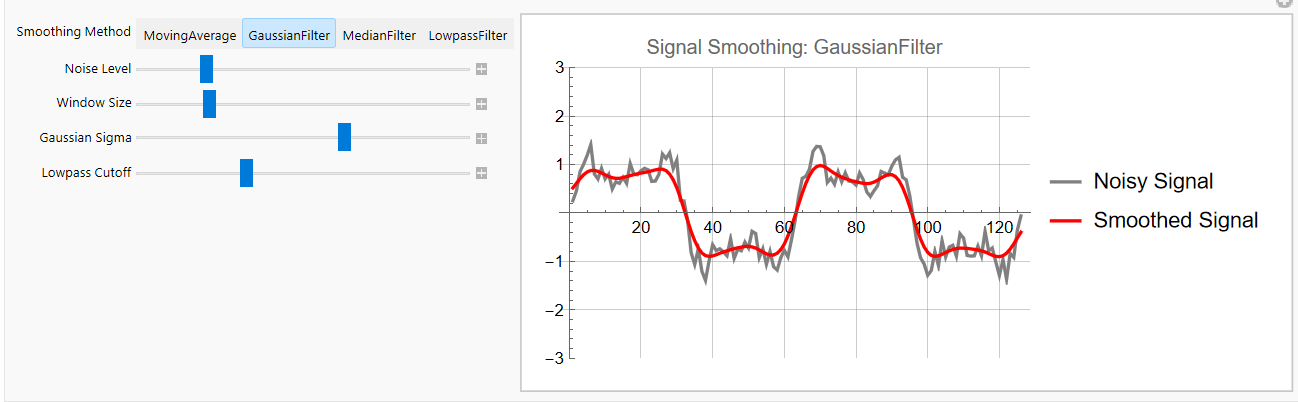 Smoothing Method MovingAverage GaussianFilter MedianFilter LowpassFilter
Noise Level
Window Size
Gaussian Sigma
Lowpass Cutoff
Signal Smoothing: GaussianFilter
3
2
1
20 40 60 80 100 120
−1
−2
−3
Noisy Signal
Smoothed Signal